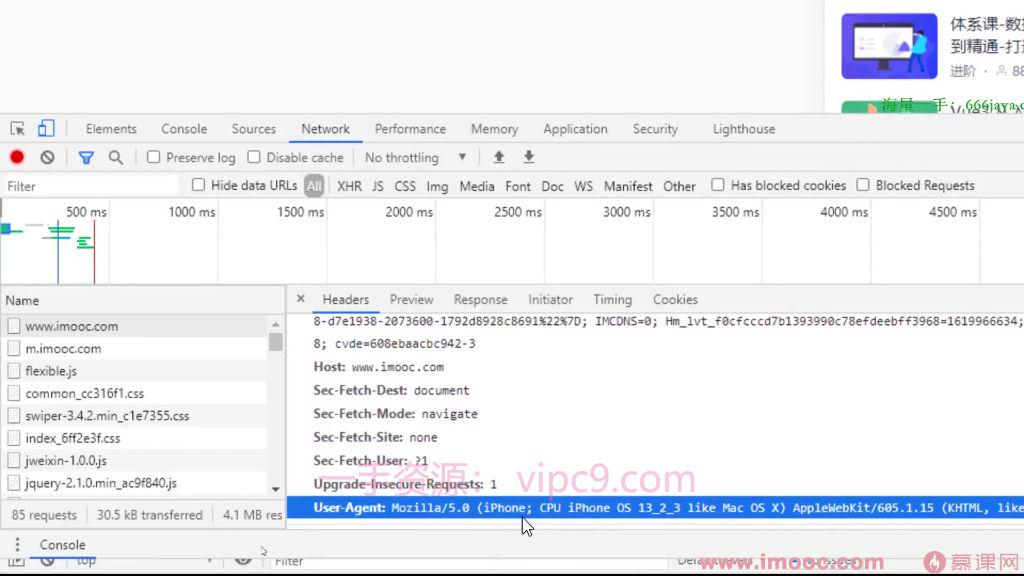 体系课-数
到精通-打
进阶 · 88
海量一手：666java.c
Elements Console Sources Network Performance Memory Application Security Lighthouse
Preserve log Disable cache No throttling
Filter Hide data URLs All XHR JS CSS Img Media Font Doc WS Manifest Other Has blocked cookies Blocked Requests
500 ms 1000 ms 1500 ms 2000 ms 2500 ms 3000 ms 3500 ms 4000 ms 4500 ms
Name × Headers Preview Response Initiator Timing Cookies
8-d7e1938-2073600-1792d8928c8691%22%7D; IMCDNS=0; Hm_lvt_f0cfcccd7b1393990c78efdeebff3968=1619966634;
www.imooc.com
8; cvde=608ebaacbc942-3
m.imooc.com
Host: www.imooc.com
flexible.js
Sec-Fetch-Dest: document
common_cc316f1.css
Sec-Fetch-Mode: navigate
swiper-3.4.2.min_c1e7355.css
Sec-Fetch-Site: none
index_6ff2e3f.css
Sec-Fetch-User: ?1
jweixin-1.0.0.js
一手资源： vipc9.com
Upgrade-Insecure-Requests: 1
jquery-2.1.0.min_ac9f840.js
User-Agent: Mozilla/5.0 (iPhone; CPU iPhone OS 13_2_3 like Mac OS X) AppleWebKit/605.1.15 (KHTML, like
85 requests 30.5 kB transferred 4.1 MB res
Console
top Filter
www.imooc.com 慕课网